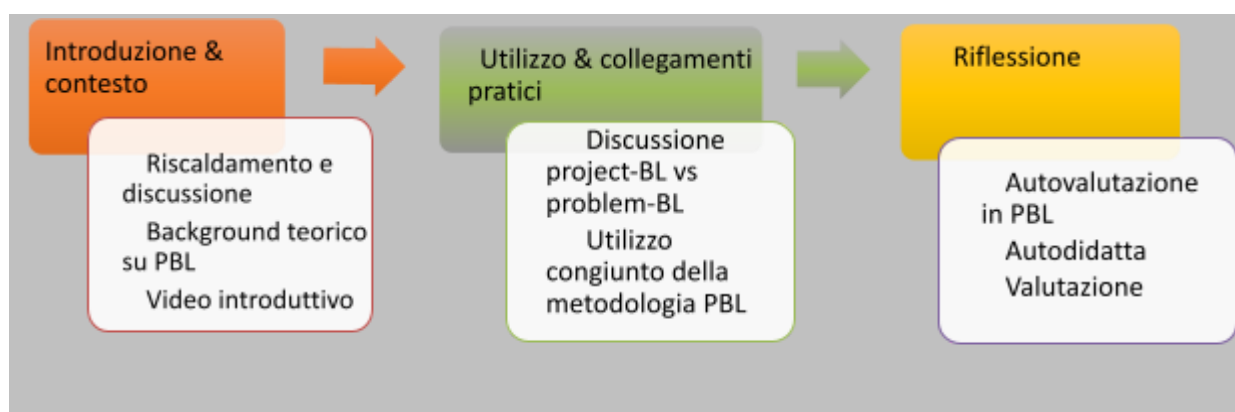 Introduzione &
contesto
Riscaldamento e
discussione
Background teorico
su PBL
Video introduttivo
Utilizzo & collegamenti
pratici
Discussione
project-BL vs
problem-BL
Utilizzo
congiunto della
metodologia PBL
Riflessione
Autovalutazione
in PBL
Autodidatta
Valutazione